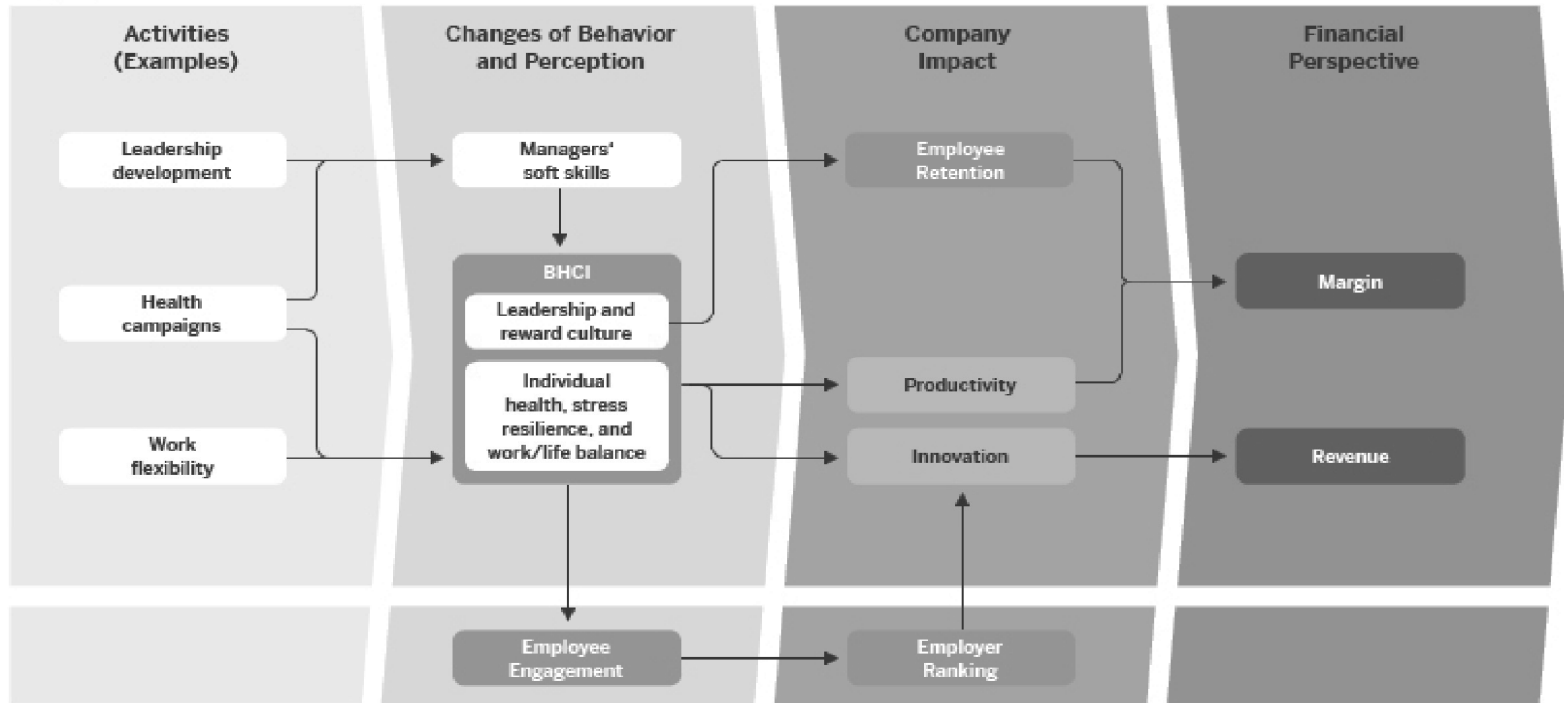 Activities
(Examples)
Changes of Behavior
and Perception
Company
Impact
Financial
Perspective
Leadership
development
Managers‘
soft skills
Employee
Retention
BHCI
Margin
Health
campaigns
Leadership and
reward culture
Individual
health, stress
resilience, and
work/life balance
Productivity
Work
flexibility
Innovation
Revenue
Employee
Engagement
Employer
Ranking